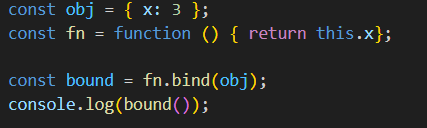 const obj = { x: 3 };
const fn = function () { return this.x};
const bound = fn.bind(obj);
console.log(bound());